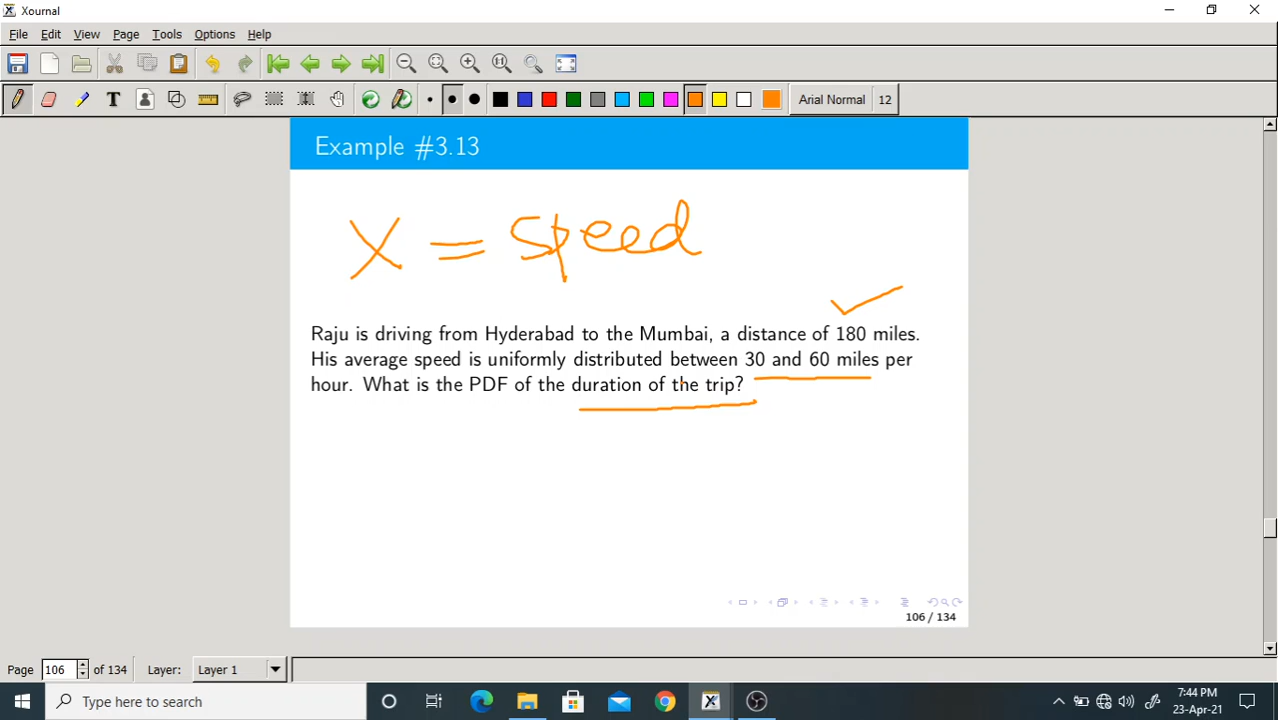 Xournal
File Edit View Page Tools Options Help
T Arial Normal 12
Example #3.13
X = speed
Raju is driving from Hyderabad to the Mumbai, a distance of 180 miles.
His average speed is uniformly distributed between 30 and 60 miles per
hour. What is the PDF of the duration of the trip?
106 / 134
Page 106 of 134 Layer: Layer 1
Type here to search
7:44 PM
23-Apr-21